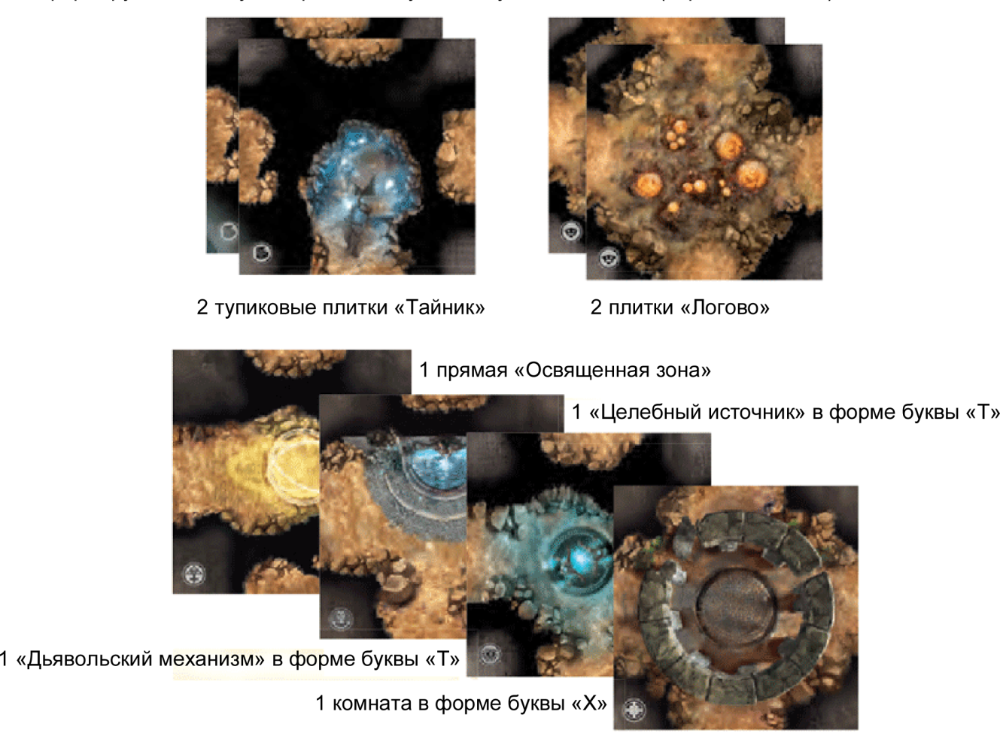 2 тупиковые плитки «Тайник»
2 плитки «Логово»
1 прямая «Освященная зона»
1 «Целебный источник» в форме буквы «Т»
1 «Дьявольский механизм» в форме буквы «Т»
1 комната в форме буквы «Х»